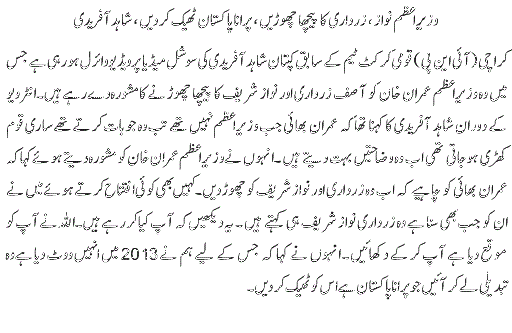 وزیراعظم نواز، زرداری کا پیچھا چھوڑیں، پرانا پاکستان ٹھیک کر دیں، شاہد آفریدی
کراچی (آئی این پی) قومی کرکٹ ٹیم کے سابق کپتان شاہد آفریدی کی سوشل میڈیا پر ویڈیو وائرل ہو رہی ہے جس
میں وہ وزیراعظم عمران خان کو آصف زرداری اور نواز شریف کا پیچھا چھوڑنے کا مشورہ دے رہے ہیں۔ انٹرویو
کے دوران شاہد آفریدی کا کہنا تھا کہ عمران بھائی جب وزیراعظم نہیں تھے تب وہ جو بات کرتے تھے ساری قوم
کھڑی ہو جاتی تھی اب وہ وضاحتیں بہت دیتے ہیں۔ انہوں نے وزیراعظم عمران خان کو مشورہ دیتے ہوئے کہا کہ
عمران بھائی کو چاہیے کہ اب وہ زرداری اور نواز شریف کو چھوڑ دیں۔ کہیں بھی کوئی افتتاح کرتے ہوئے میں نے
ان کو جب بھی سنا ہے وہ زرداری نواز شریف ہی کہتے ہیں۔۔ یہ دیکھیں کہ آپ کیا کر رہے ہیں۔ اللہ نے آپ کو
موقع دیا ہے آپ کر کے دکھائیں۔ انہوں نے کہا کہ جس کے لیے ہم نے 2013 میں انہیں ووٹ دیا ہے وہ
تبدیلی لے کر آئیں جو پرانا پاکستان ہے اس کو ٹھیک کر دیں۔